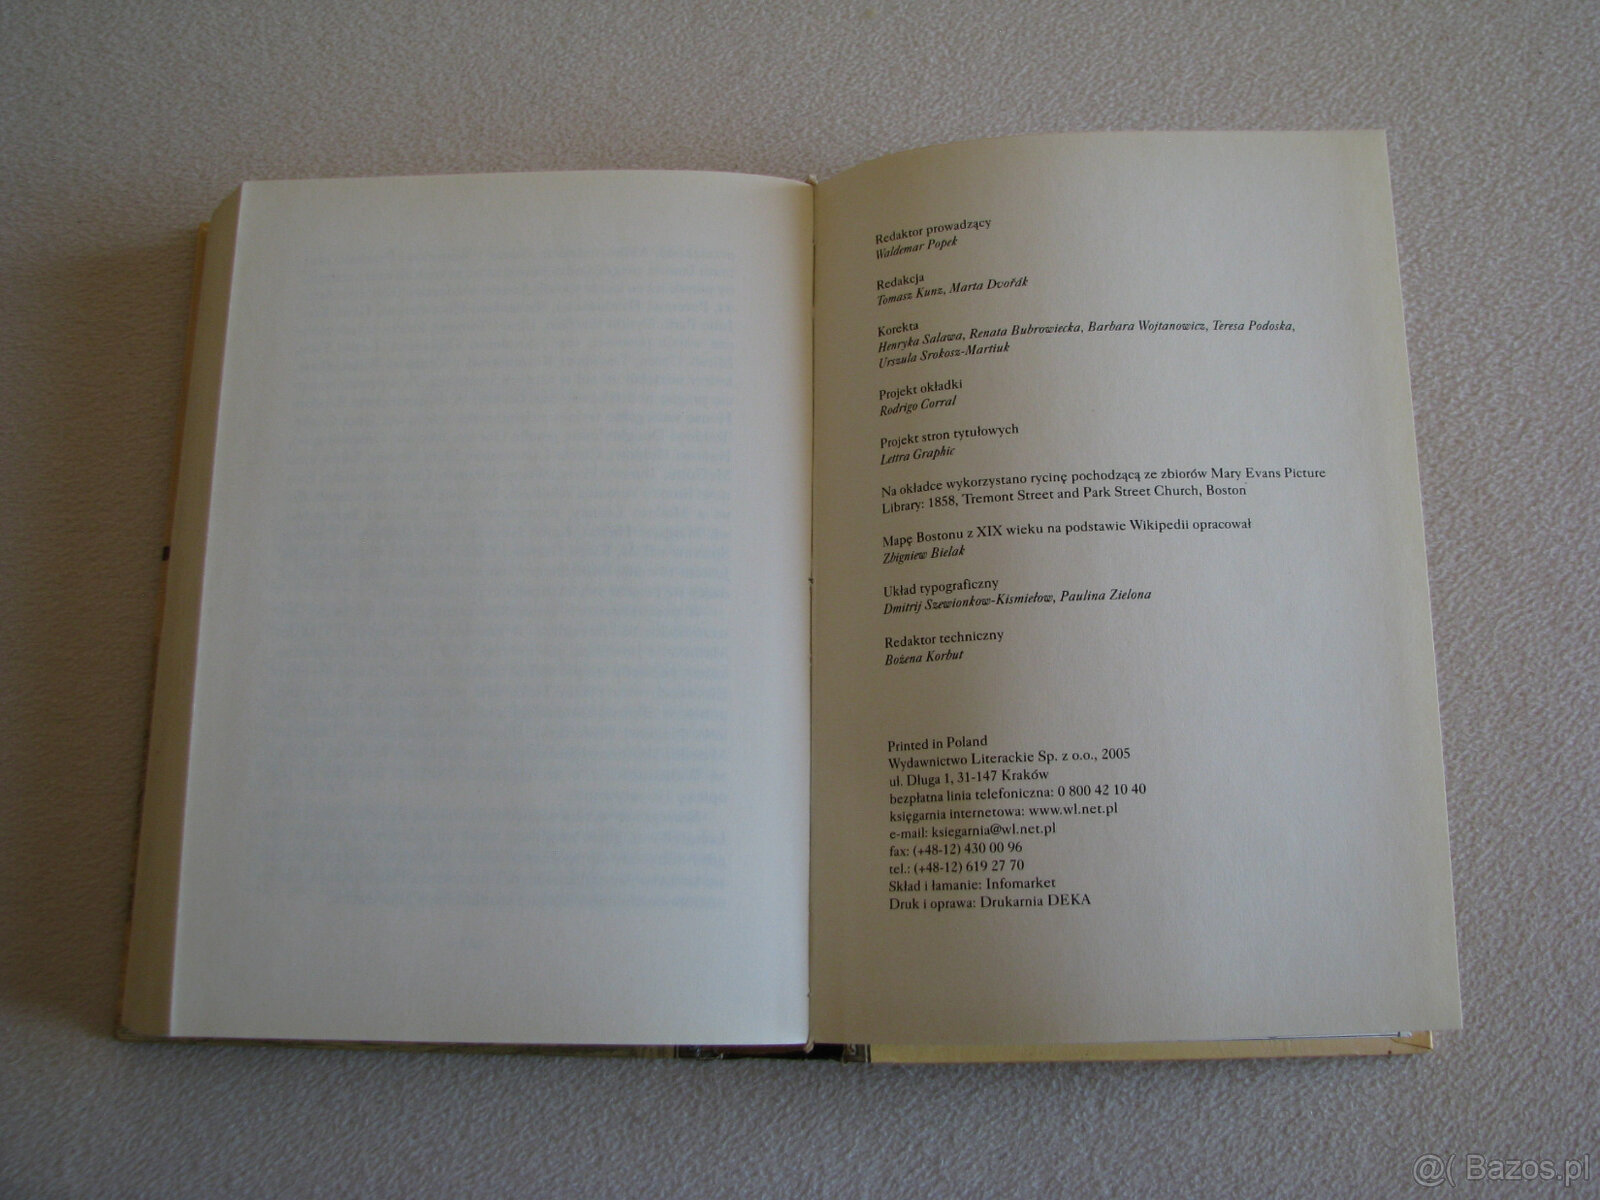 Redaktor prowadzący
Waldemar Popek
Redakcja
Tomasz Kunz, Marta Dvořák
Korekta
Henryka Salawa, Renata Bubrowiecka, Barbara Wojtanowicz, Teresa Podoska,
Urszula Srokosz-Martiuk
Projekt okładki
Rodrigo Corral
Projekt stron tytułowych
Lettra Graphic
Na okładce wykorzystano rycinę pochodzącą ze zbiorów Mary Evans Picture
Library: 1858, Tremont Street and Park Street Church, Boston
Mapę Bostonu z XIX wieku na podstawie Wikipedii opracował
Zbigniew Bielak
Układ typograficzny
Dmitrij Szewionkow-Kismiełow, Paulina Zielona
Redaktor techniczny
Bożena Korbut
Printed in Poland
Wydawnictwo Literackie Sp. z o.o., 2005
ul. Długa 1, 31-147 Kraków
bezpłatna linia telefoniczna: 0 800 42 10 40
księgarnia internetowa: www.wl.net.pl
e-mail: ksiegarnia@wl.net.pl
fax: (+48-12) 430 00 96
tel.: (+48-12) 619 27 70
Skład i łamanie: Infomarket
Druk i oprawa: Drukarnia DEKA
@( Bazos.pl